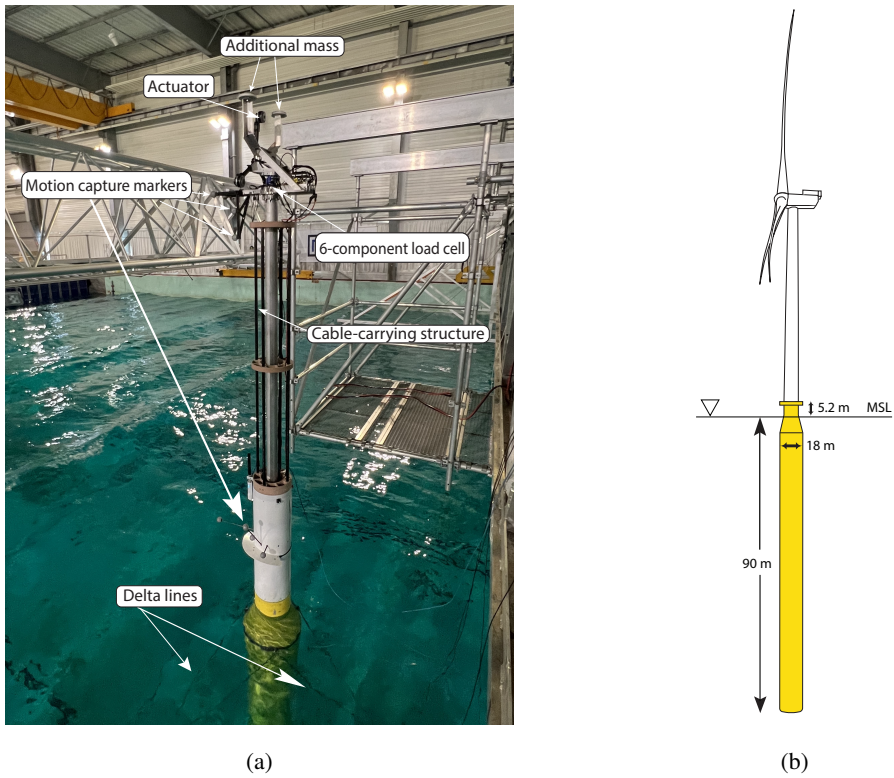 Additional mass
Actuator
Motion capture markers
6-component load cell
Cable-carrying structure
Delta lines
5.2 m
MSL
18 m
90 m
(a)
(b)